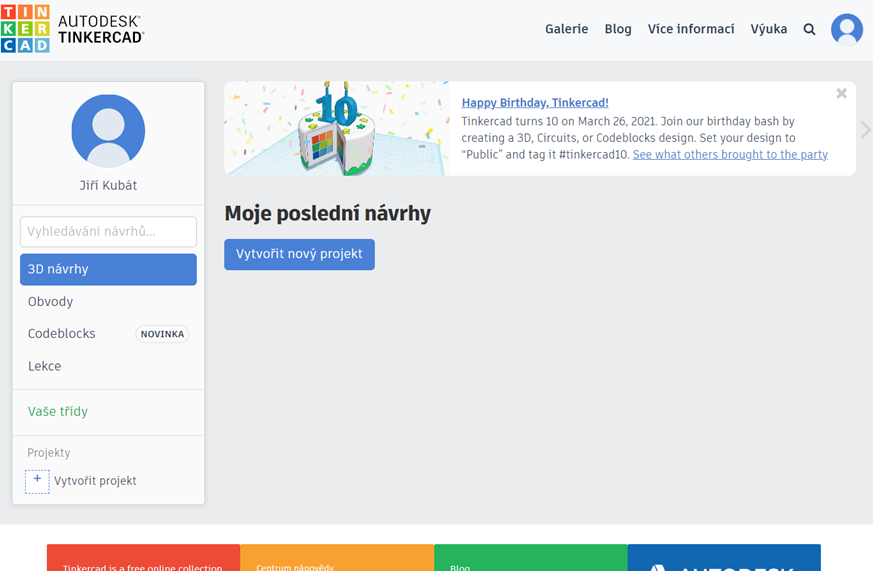 TIN
KER
CAD
AUTODESK®
TINKERCAD®
Galerie
Blog
Více informací
Výuka
Jiří Kubát
Vyhledávání návrhů...
3D návrhy
Obvody
Codeblocks
NOVINKA
Lekce
Vaše třídy
Projekty
+ Vytvořit projekt
10
Happy Birthday, Tinkercad!
Tinkercad turns 10 on March 26, 2021. Join our birthday bash by
creating a 3D, Circuits, or Codeblocks design. Set your design to
“Public” and tag it #tinkercad10. See what others brought to the party
Moje poslední návrhy
Vytvořit nový projekt
Tinkercad is a free online collection
Centrum nápovědy
Blog
AUTODESK